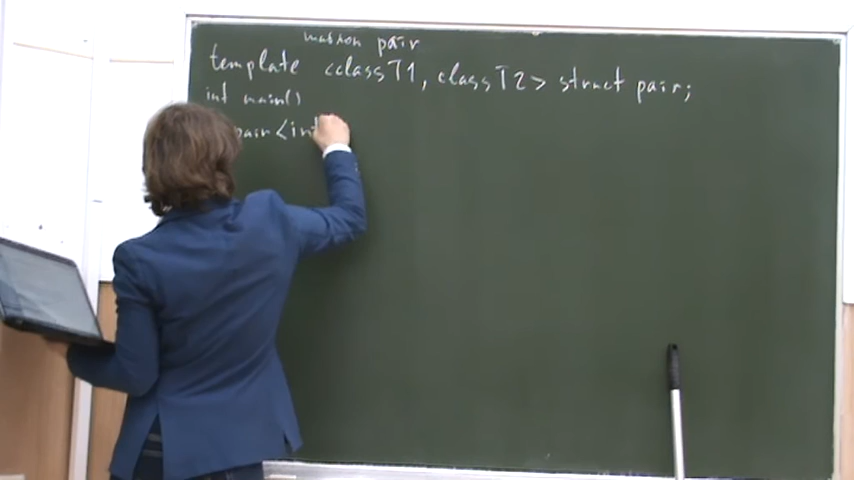 шаблон pair
template <class T1, class T2> struct pair;
int main()
pair<int